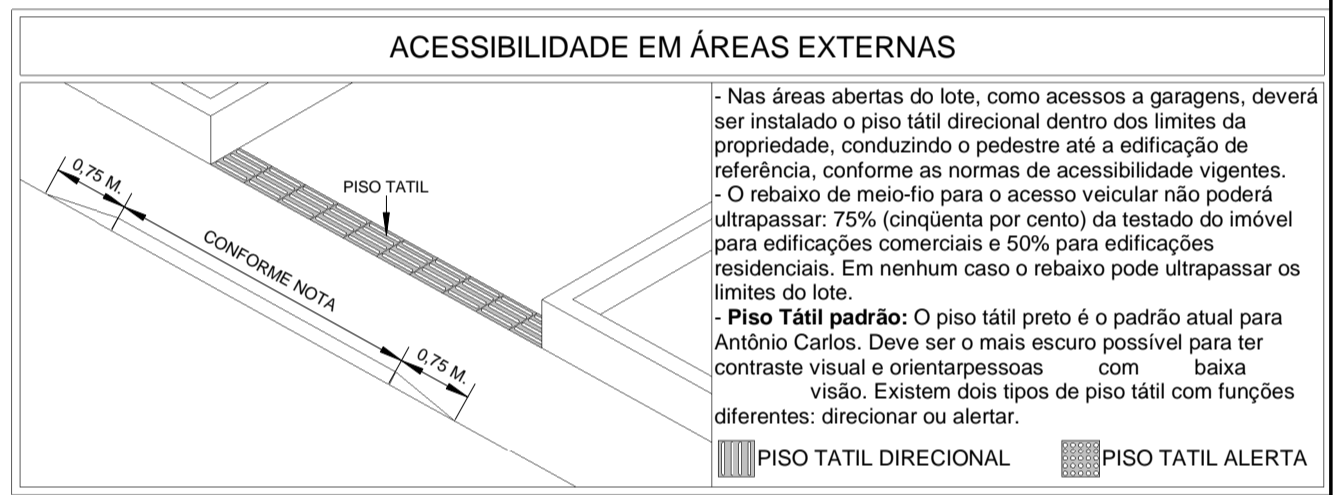 ACESSIBILIDADE EM ÁREAS EXTERNAS
0,75 M.
CONFORME NOTA
0,75 M.
PISO TATIL
- Nas áreas abertas do lote, como acessos a garagens, deverá
ser instalado o piso tátil direcional dentro dos limites da
propriedade, conduzindo o pedestre até a edificação de
referência, conforme as normas de acessibilidade vigentes.
- O rebaixo de meio-fio para o acesso veicular não poderá
ultrapassar: 75% (cinqüenta por cento) da testado do imóvel
para edificações comerciais e 50% para edificações
residenciais. Em nenhum caso o rebaixo pode ultrapassar os
limites do lote.
- Piso Tátil padrão: O piso tátil preto é o padrão atual para
Antônio Carlos. Deve ser o mais escuro possível para ter
contraste visual e orientarpessoas com baixa
visão. Existem dois tipos de piso tátil com funções
diferentes: direcionar ou alertar.
PISO TATIL DIRECIONAL
PISO TATIL ALERTA